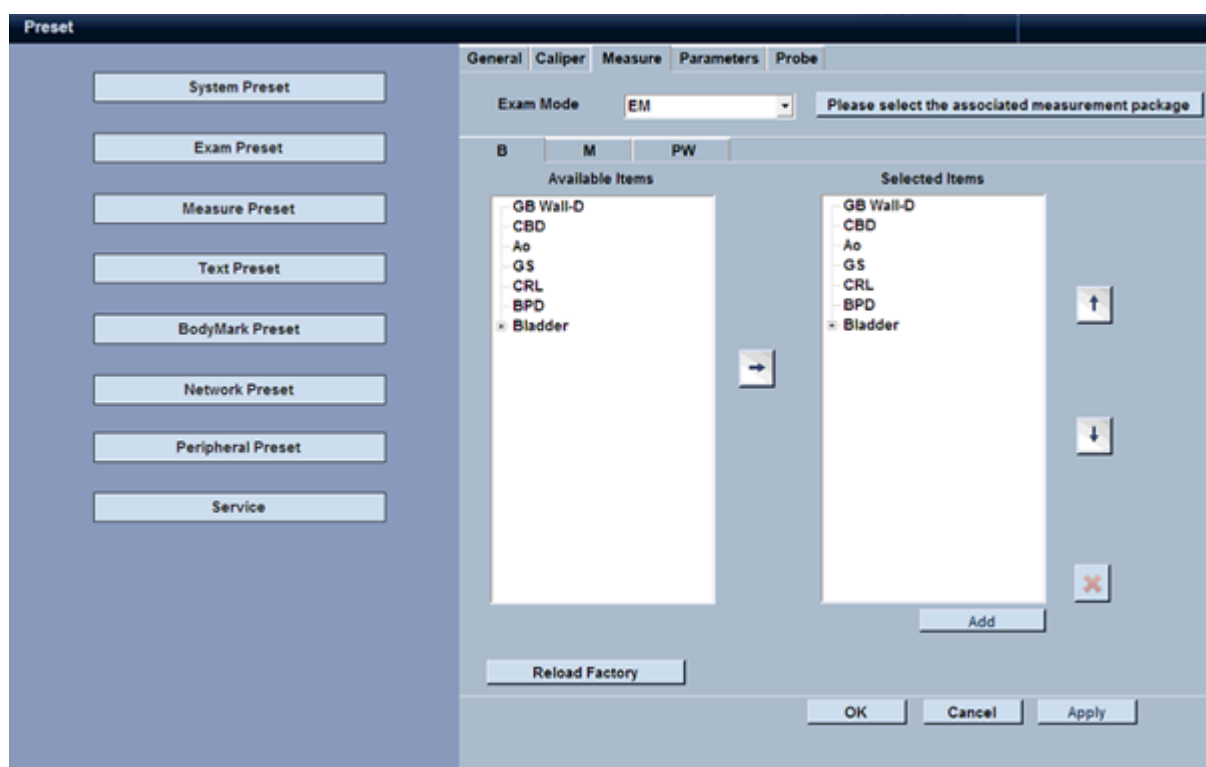 Preset
System Preset
Exam Preset
Measure Preset
Text Preset
BodyMark Preset
Network Preset
Peripheral Preset
Service
General Caliper Measure Parameters Probe
Exam Mode EM Please select the associated measurement package
B M PW
Available Items
GB Wall-D
CBD
Ao
GS
CRL
BPD
Bladder
Selected Items
GB Wall-D
CBD
Ao
GS
CRL
BPD
Bladder
Add
Reload Factory
OK Cancel Apply